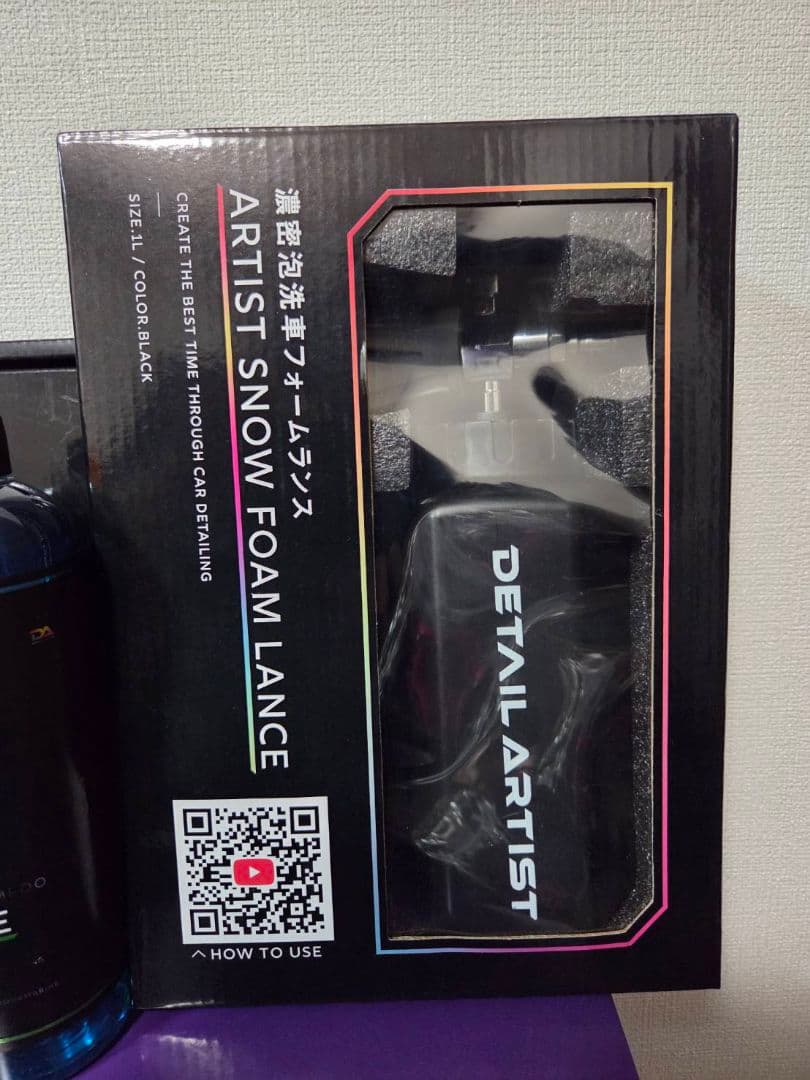 濃密泡洗車フォームランス
ARTIST SNOW FOAM LANCE
CREATE THE BEST TIME THROUGH CAR DETAILING
SIZE.1L / COLOR.BLACK
DETAIL ARTIST
HOW TO USE
DA